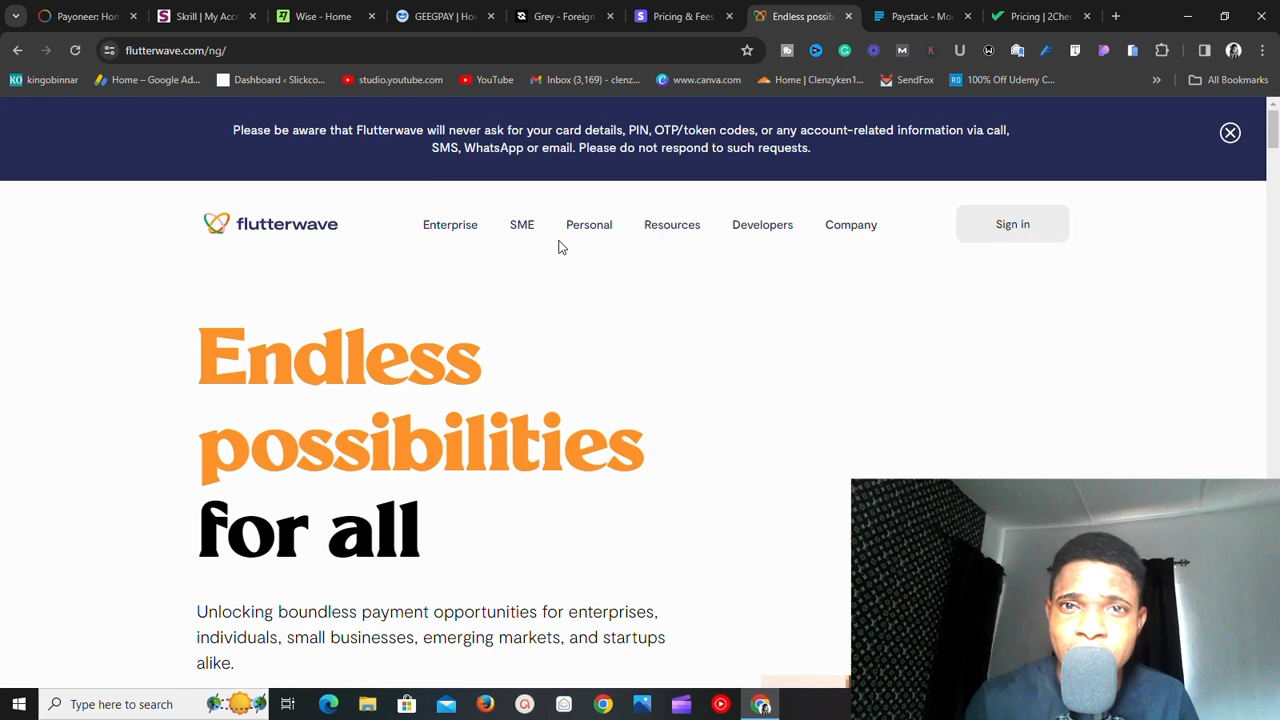 Payoneer: Hom
Skrill | My Acco
Wise - Home
GEEGPAY | Ho
Grey - Foreign
Pricing & Fees
Endless possib
Paystack - Mo
Pricing | 2Chec
flutterwave.com/ng/
kingobinnar
Home – Google Ad...
Dashboard ‹ Slickco...
studio.youtube.com
YouTube
Inbox (3,169) - clenz...
www.canva.com
Home | Clenzyken1...
SendFox
100% Off Udemy C...
All Bookmarks
Please be aware that Flutterwave will never ask for your card details, PIN, OTP/token codes, or any account-related information via call,
SMS, WhatsApp or email. Please do not respond to such requests.
flutterwave
Enterprise
SME
Personal
Resources
Developers
Company
Sign in
Endless
possibilities
for all
Unlocking boundless payment opportunities for enterprises,
individuals, small businesses, emerging markets, and startups
alike.
Type here to search